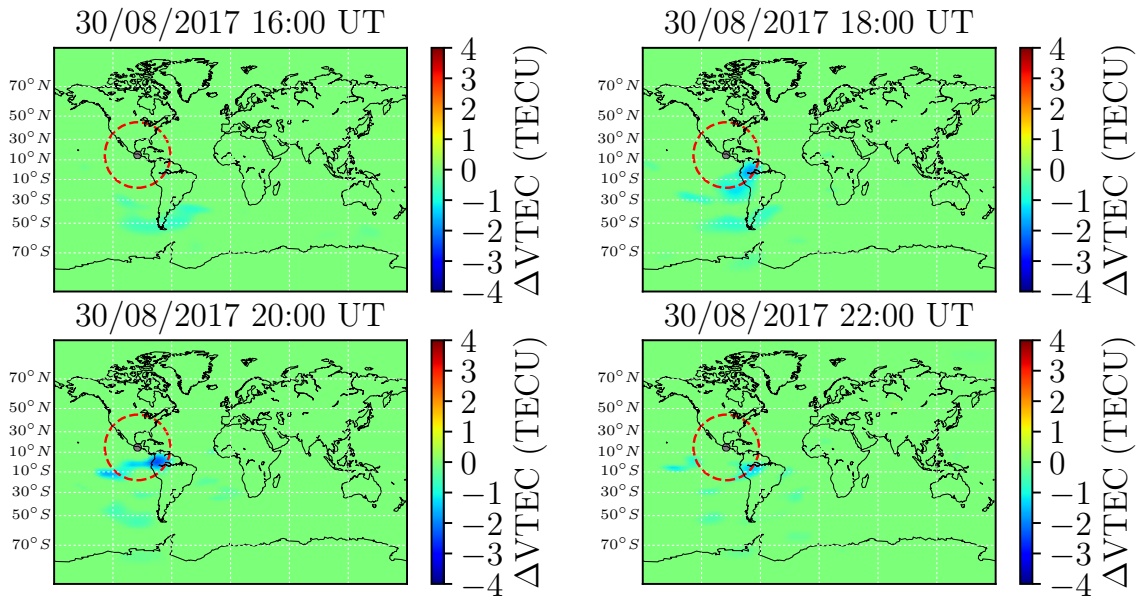 30/08/2017 16:00 UT
70° N
50° N
30° N
10° N
10° S
30° S
50° S
70° S
4
3
2
1
0
−1
−2
−3
−4
ΔVTEC (TECU)
30/08/2017 18:00 UT
70° N
50° N
30° N
10° N
10° S
30° S
50° S
70° S
4
3
2
1
0
−1
−2
−3
−4
ΔVTEC (TECU)
30/08/2017 20:00 UT
70° N
50° N
30° N
10° N
10° S
30° S
50° S
70° S
4
3
2
1
0
−1
−2
−3
−4
ΔVTEC (TECU)
30/08/2017 22:00 UT
70° N
50° N
30° N
10° N
10° S
30° S
50° S
70° S
4
3
2
1
0
−1
−2
−3
−4
ΔVTEC (TECU)